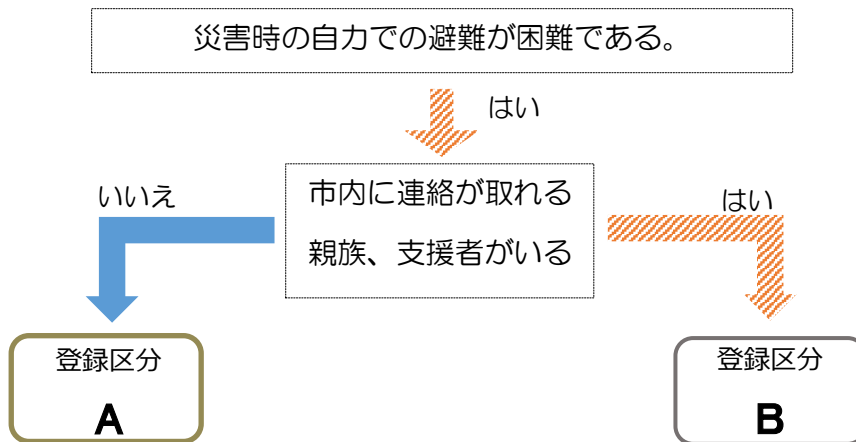 災害時の自力での避難が困難である。
はい
いいえ
市内に連絡が取れる
親族、支援者がいる
はい
登録区分
A
登録区分
B